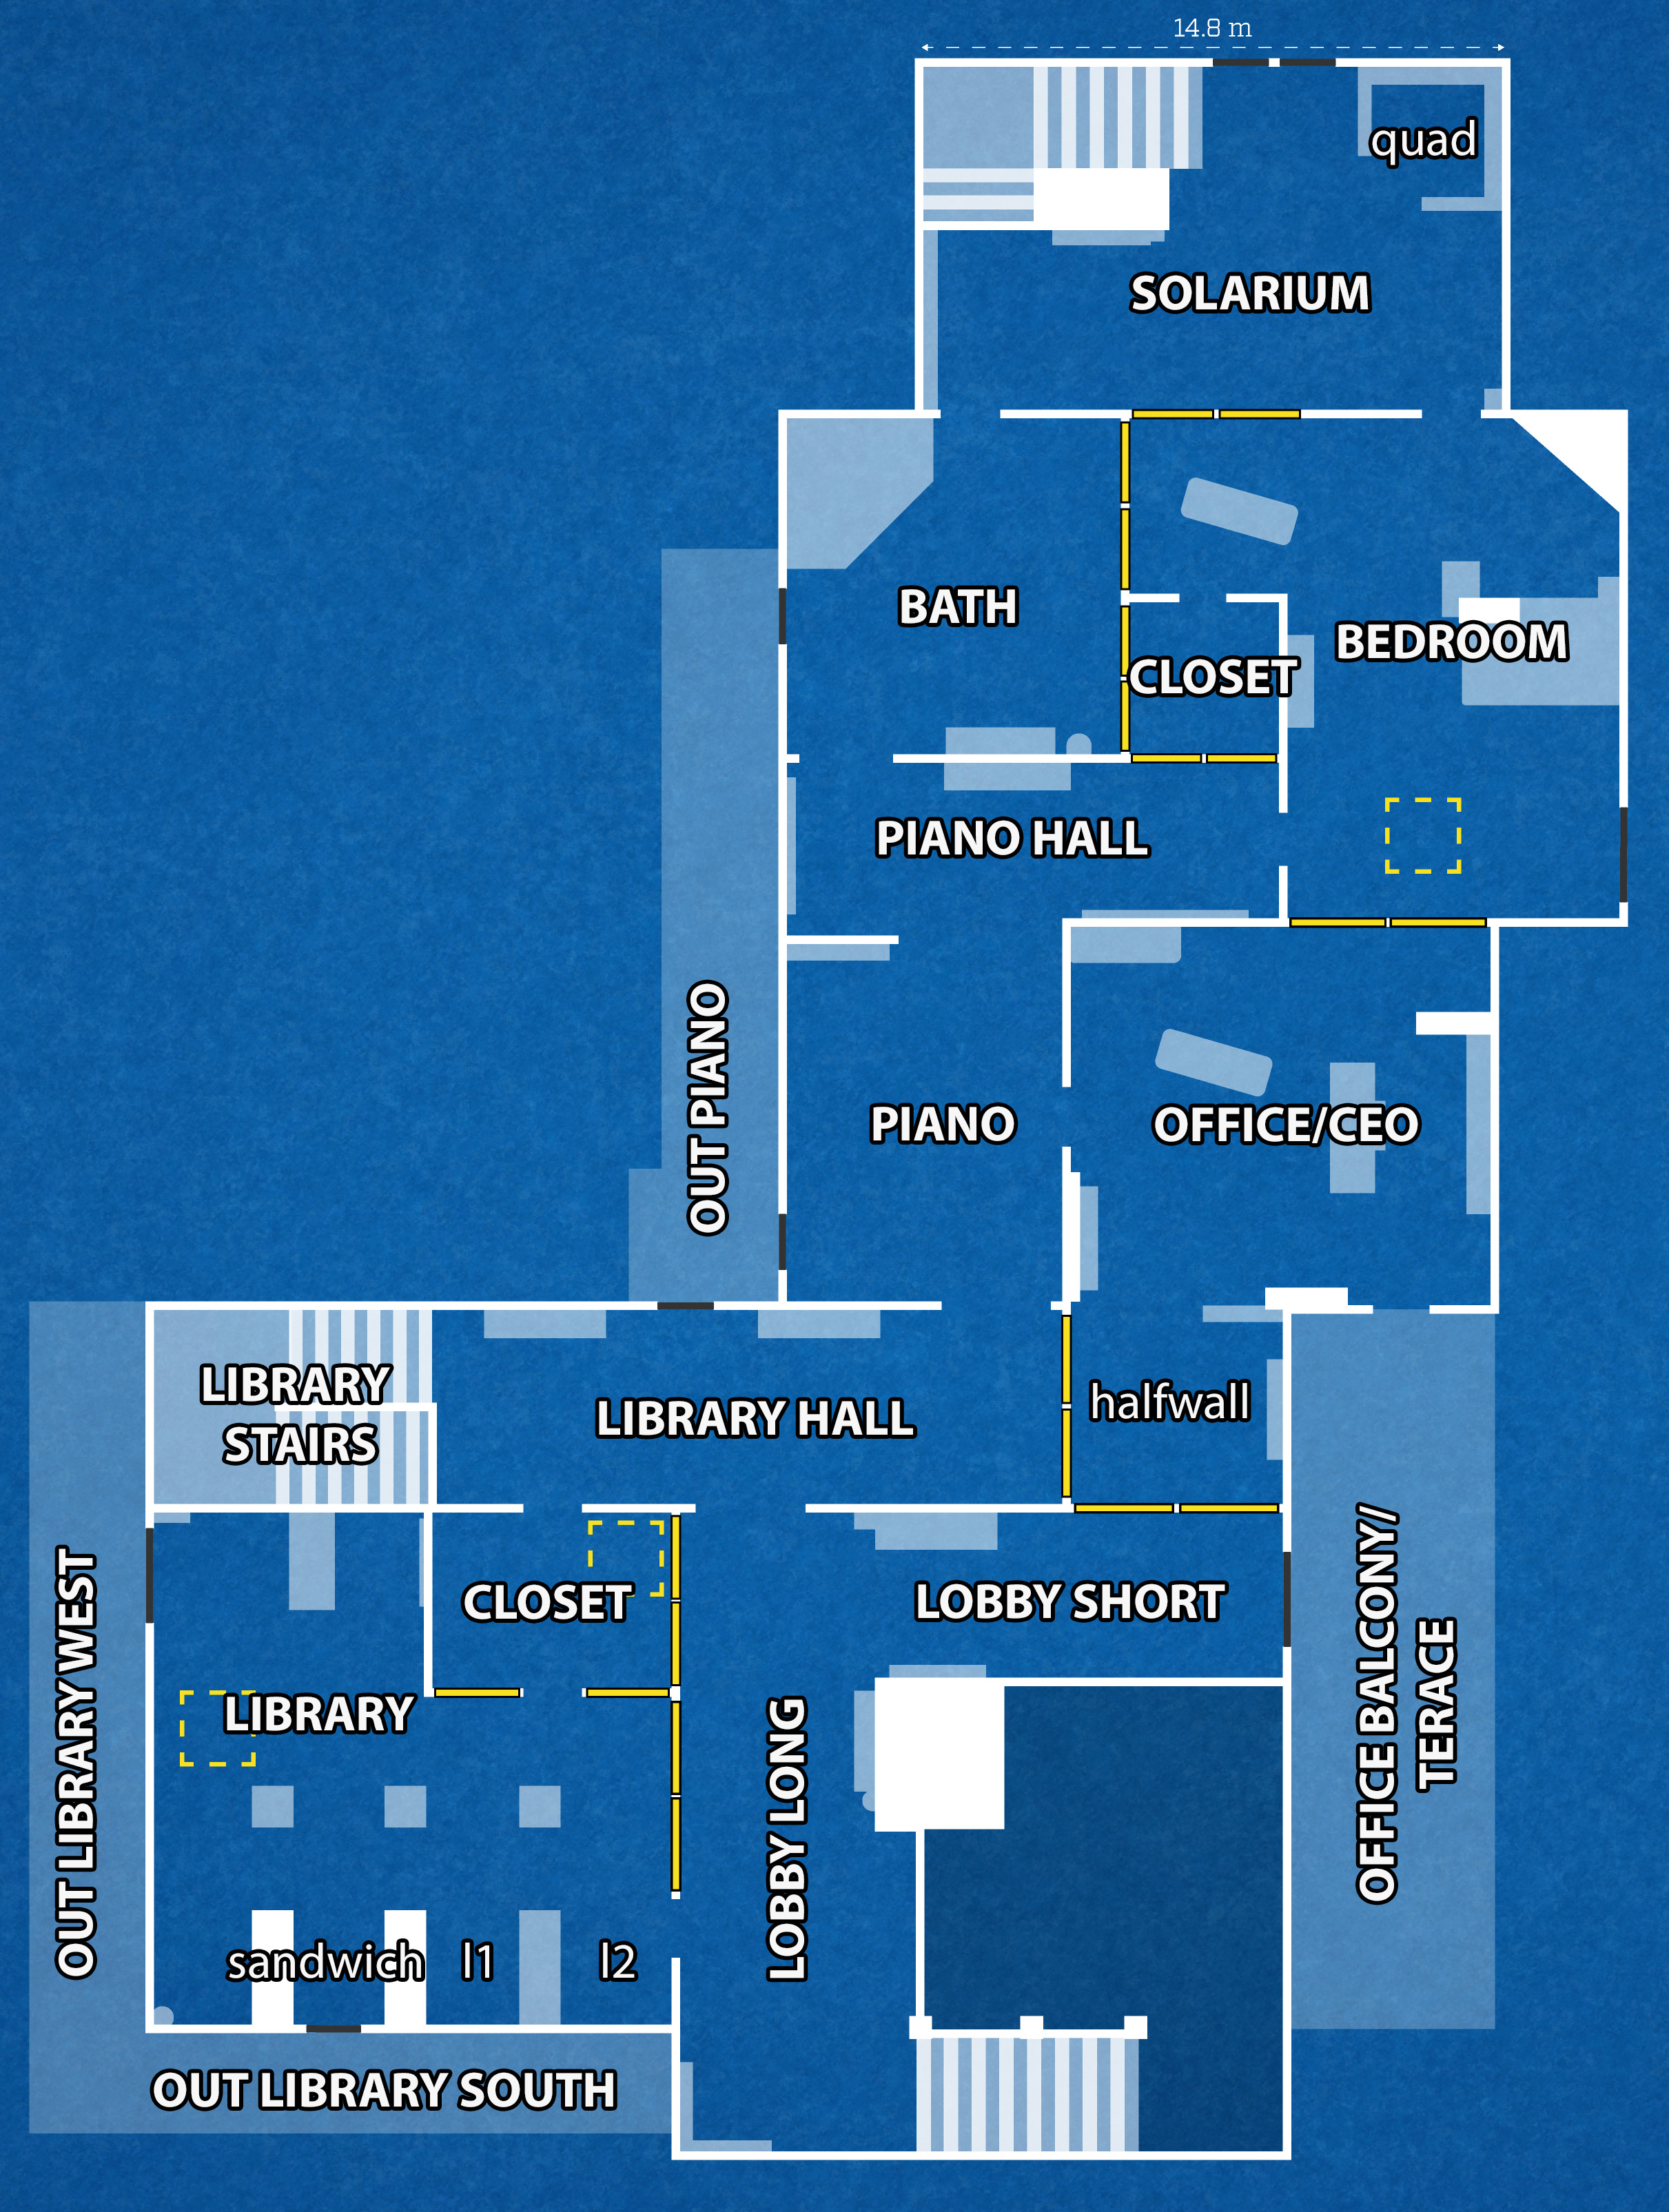 14.8 m
quad
SOLARIUM
BATH
CLOSET
BEDROOM
PIANO HALL
OUT PIANO
PIANO
OFFICE/CEO
LIBRARY
STAIRS
LIBRARY HALL
halfwall
OUT LIBRARY WEST
CLOSET
LOBBY SHORT
LIBRARY
LOBBY LONG
OFFICE BALCONY/
TERACE
sandwich
l1
l2
OUT LIBRARY SOUTH